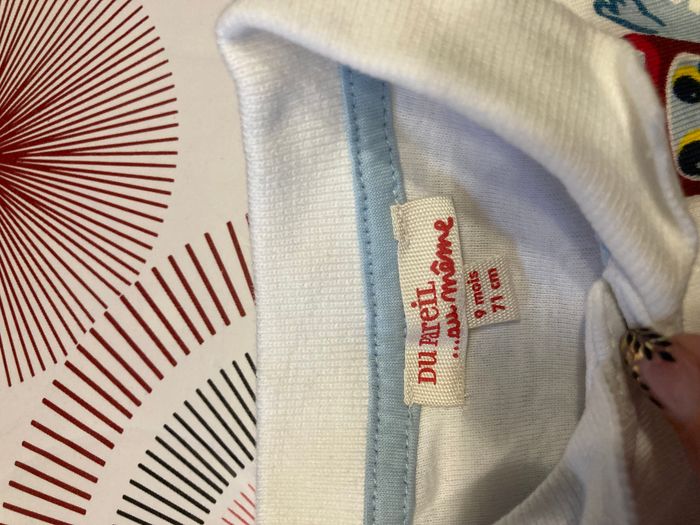 DU PAREIL
...au même
9 mois
71 cm